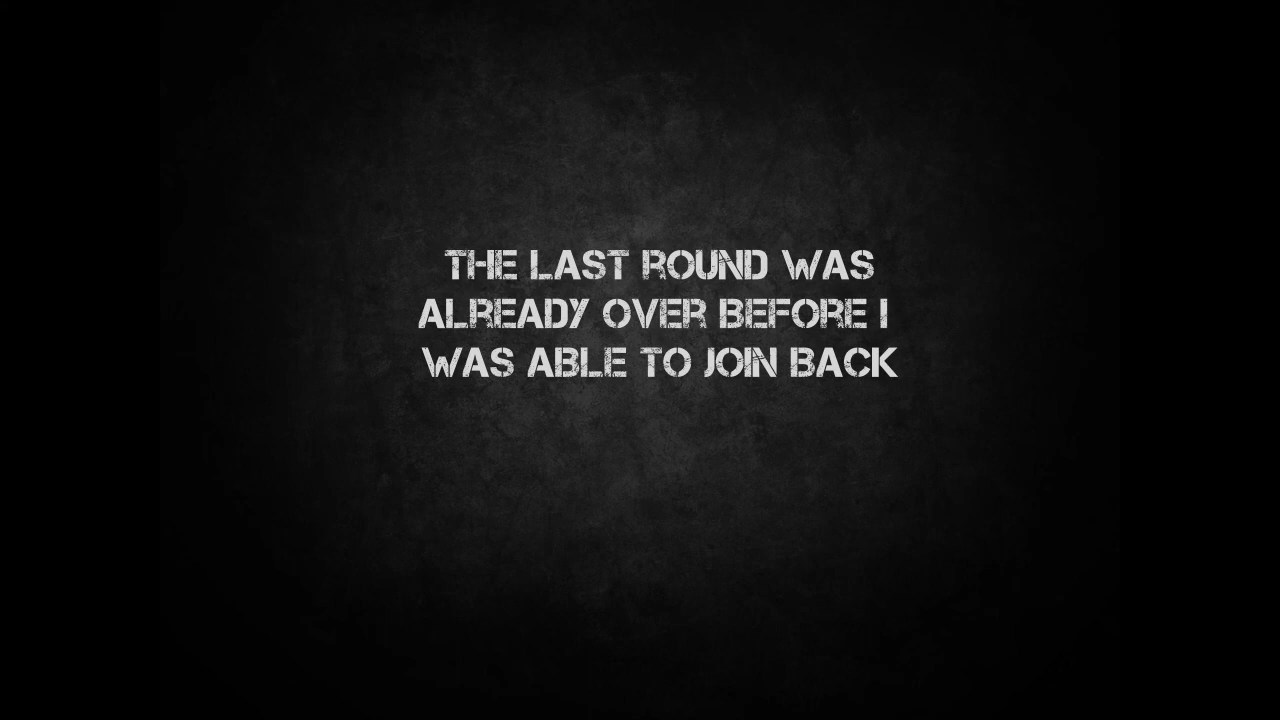 THE LAST ROUND WAS
ALREADY OVER BEFORE I
WAS ABLE TO JOIN BACK